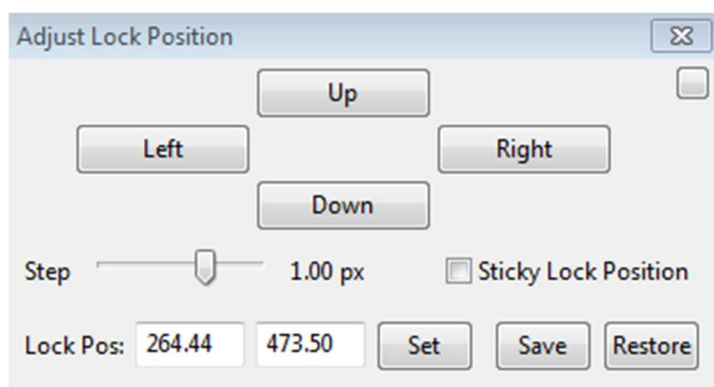 Adjust Lock Position
Up
Left Right
Down
Step 1.00 px Sticky Lock Position
Lock Pos: 264.44 473.50 Set Save Restore